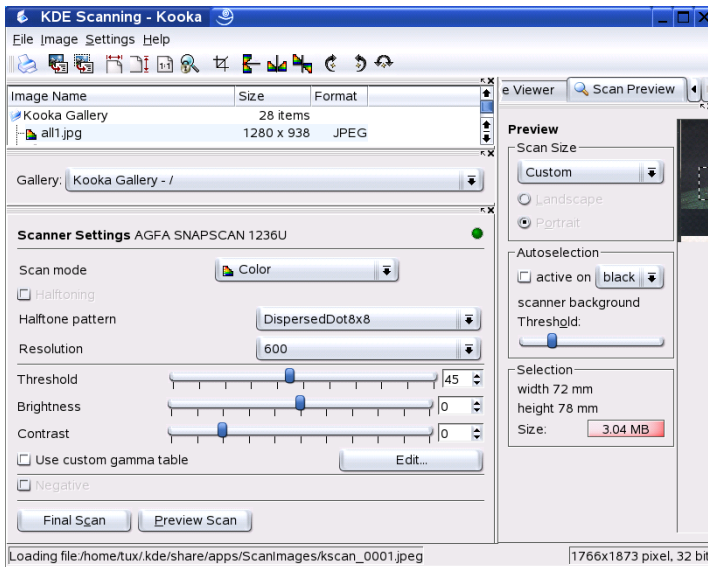 KDE Scanning - Kooka
File Image Settings Help
1:1
Image Name Size Format
Kooka Gallery 28 items
all1.jpg 1280 x 938 JPEG
Gallery: Kooka Gallery - /
Scanner Settings AGFA SNAPSCAN 1236U
Scan mode Color
Halftoning
Halftone pattern DispersedDot8x8
Resolution 600
Threshold 45
Brightness 0
Contrast 0
Use custom gamma table Edit...
Negative
Final Scan Preview Scan
e Viewer Scan Preview
Preview
Scan Size
Custom
Landscape
Portrait
Autoselection
active on black
scanner background
Threshold:
Selection
width 72 mm
height 78 mm
Size: 3.04 MB
Loading file:/home/tux/.kde/share/apps/ScanImages/kscan_0001.jpeg
1766x1873 pixel, 32 bit